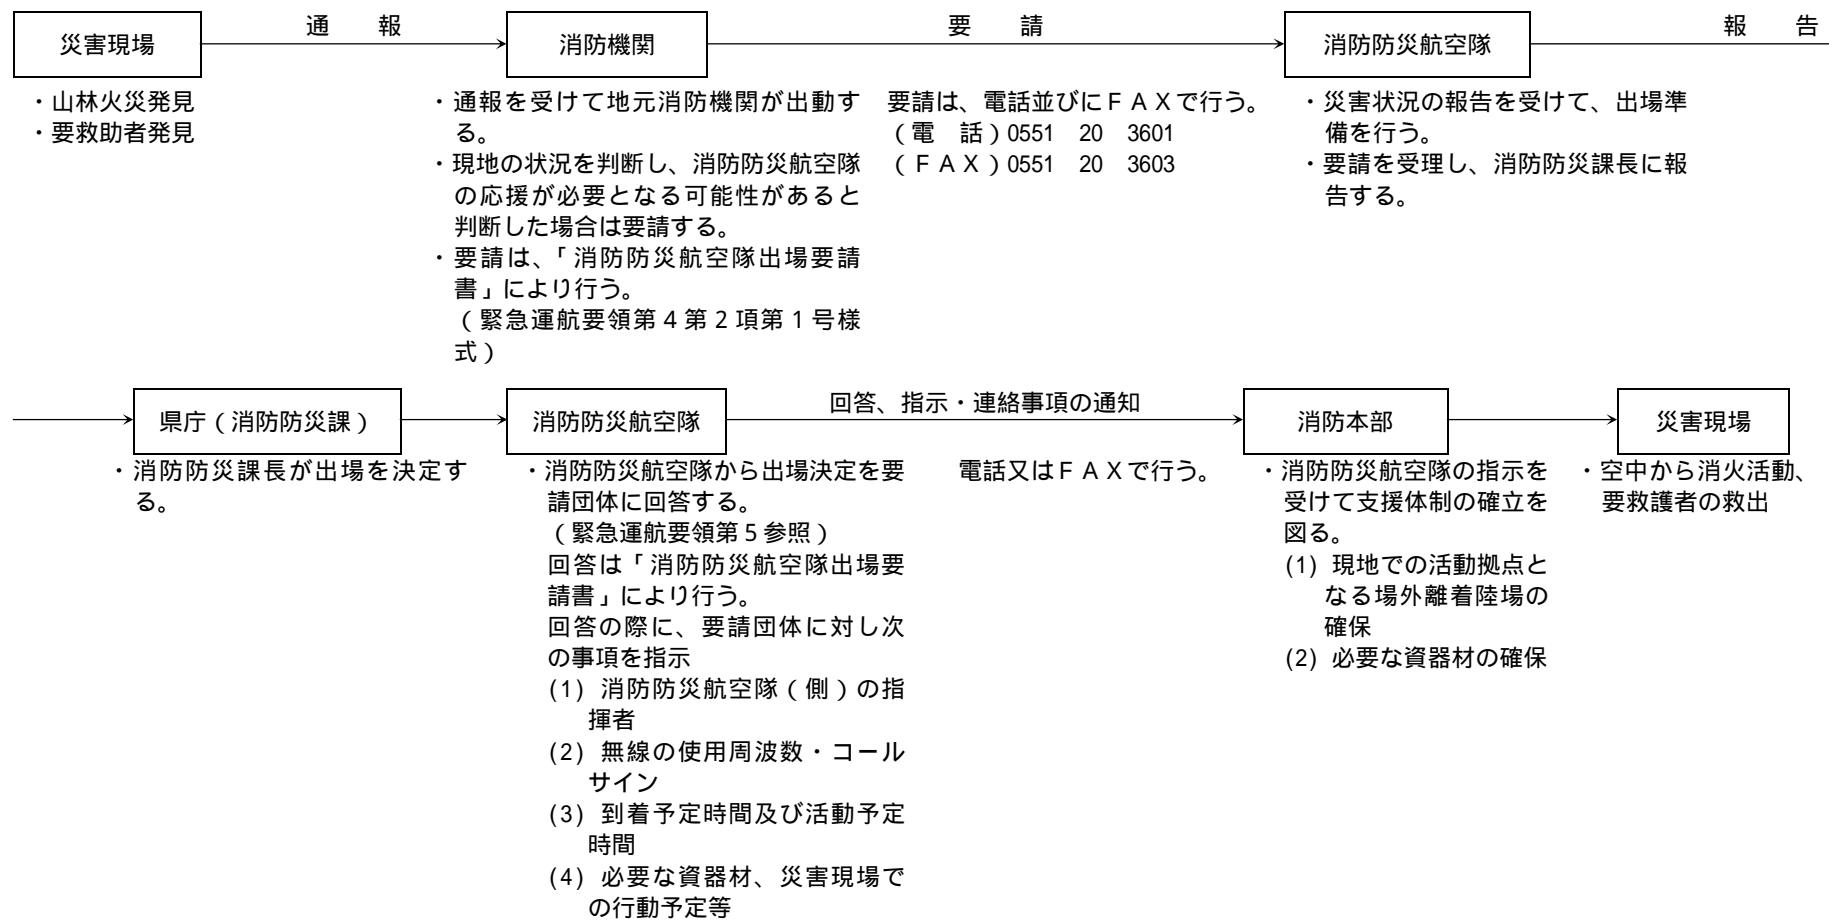 災害現場
通　報
消防機関
要　請
消防防災航空隊
報　告
・山林火災発見
・要救助者発見
・通報を受けて地元消防機関が出動す
る。
・現地の状況を判断し、消防防災航空隊
の応援が必要となる可能性があると
判断した場合は要請する。
・要請は、「消防防災航空隊出場要請
書」により行う。
（緊急運航要領第４第２項第１号様
式）
要請は、電話並びにＦＡＸで行う。
（電　話）0551　20　3601
（ＦＡＸ）0551　20　3603
・災害状況の報告を受けて、出場準
備を行う。
・要請を受理し、消防防災課長に報
告する。
県庁（消防防災課）
消防防災航空隊
回答、指示・連絡事項の通知
消防本部
災害現場
・消防防災課長が出場を決定す
る。
・消防防災航空隊から出場決定を要
請団体に回答する。
（緊急運航要領第５参照）
回答は「消防防災航空隊出場要
請書」により行う。
回答の際に、要請団体に対し次
の事項を指示
(1) 消防防災航空隊（側）の指
揮者
(2) 無線の使用周波数・コール
サイン
(3) 到着予定時間及び活動予定
時間
(4) 必要な資器材、災害現場で
の行動予定等
電話又はＦＡＸで行う。
・消防防災航空隊の指示を
受けて支援体制の確立を
図る。
(1) 現地での活動拠点と
なる場外離着陸場の
確保
(2) 必要な資器材の確保
・空中から消火活動、
要救護者の救出